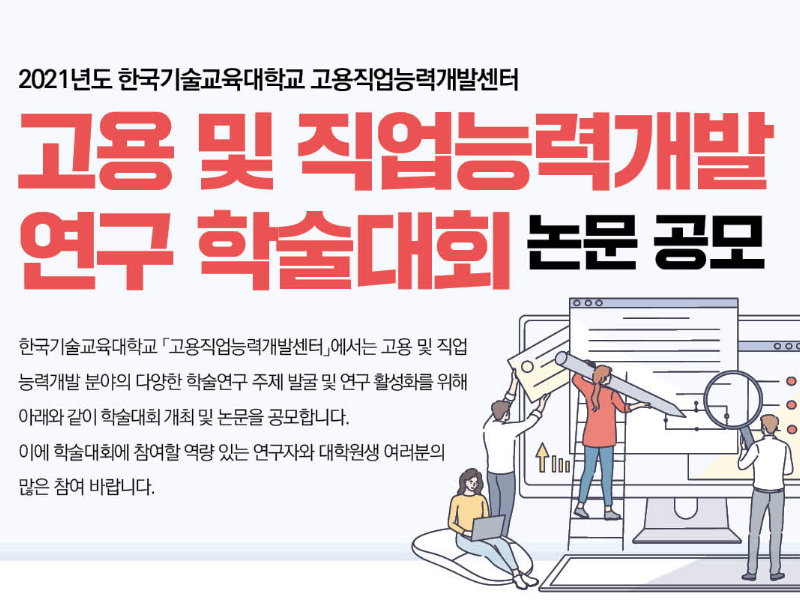 2021년도 한국기술교육대학교 고용직업능력개발센터
고용 및 직업능력개발
연구 학술대회 논문 공모
한국기술교육대학교 「고용직업능력개발센터」에서는 고용 및 직업
능력개발 분야의 다양한 학술연구 주제 발굴 및 연구 활성화를 위해
아래와 같이 학술대회 개최 및 논문을 공모합니다.
이에 학술대회에 참여할 역량 있는 연구자와 대학원생 여러분의
많은 참여 바랍니다.